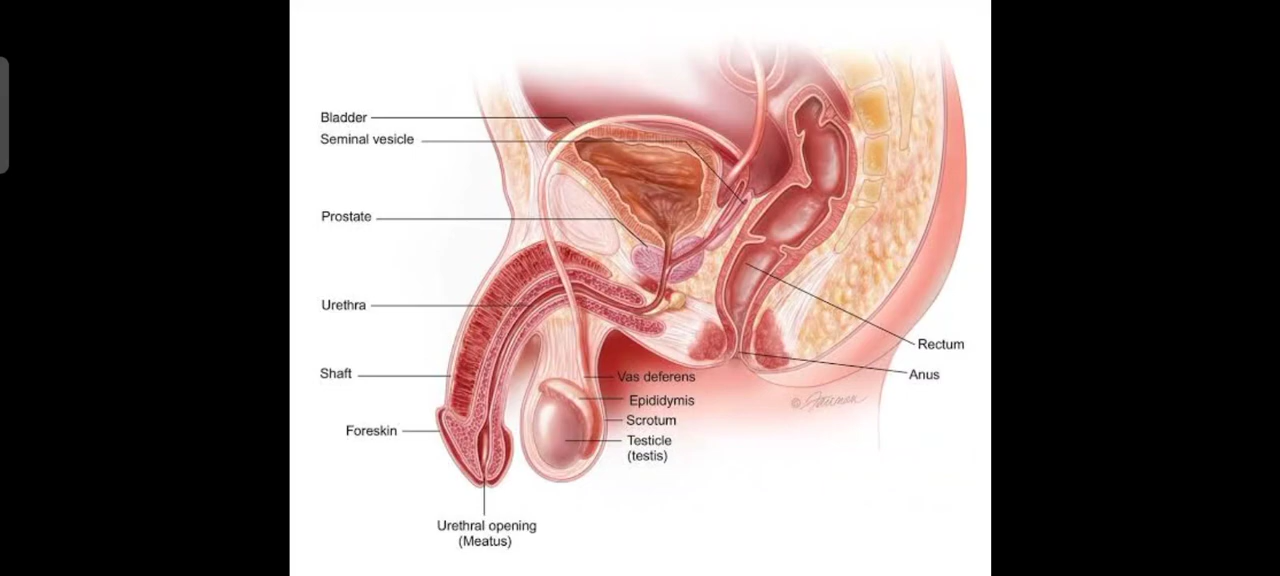 Bladder
Seminal vesicle
Prostate
Urethra
Shaft
Foreskin
Urethral opening
(Meatus)
Vas deferens
Epididymis
Scrotum
Testicle
(testis)
Rectum
Anus